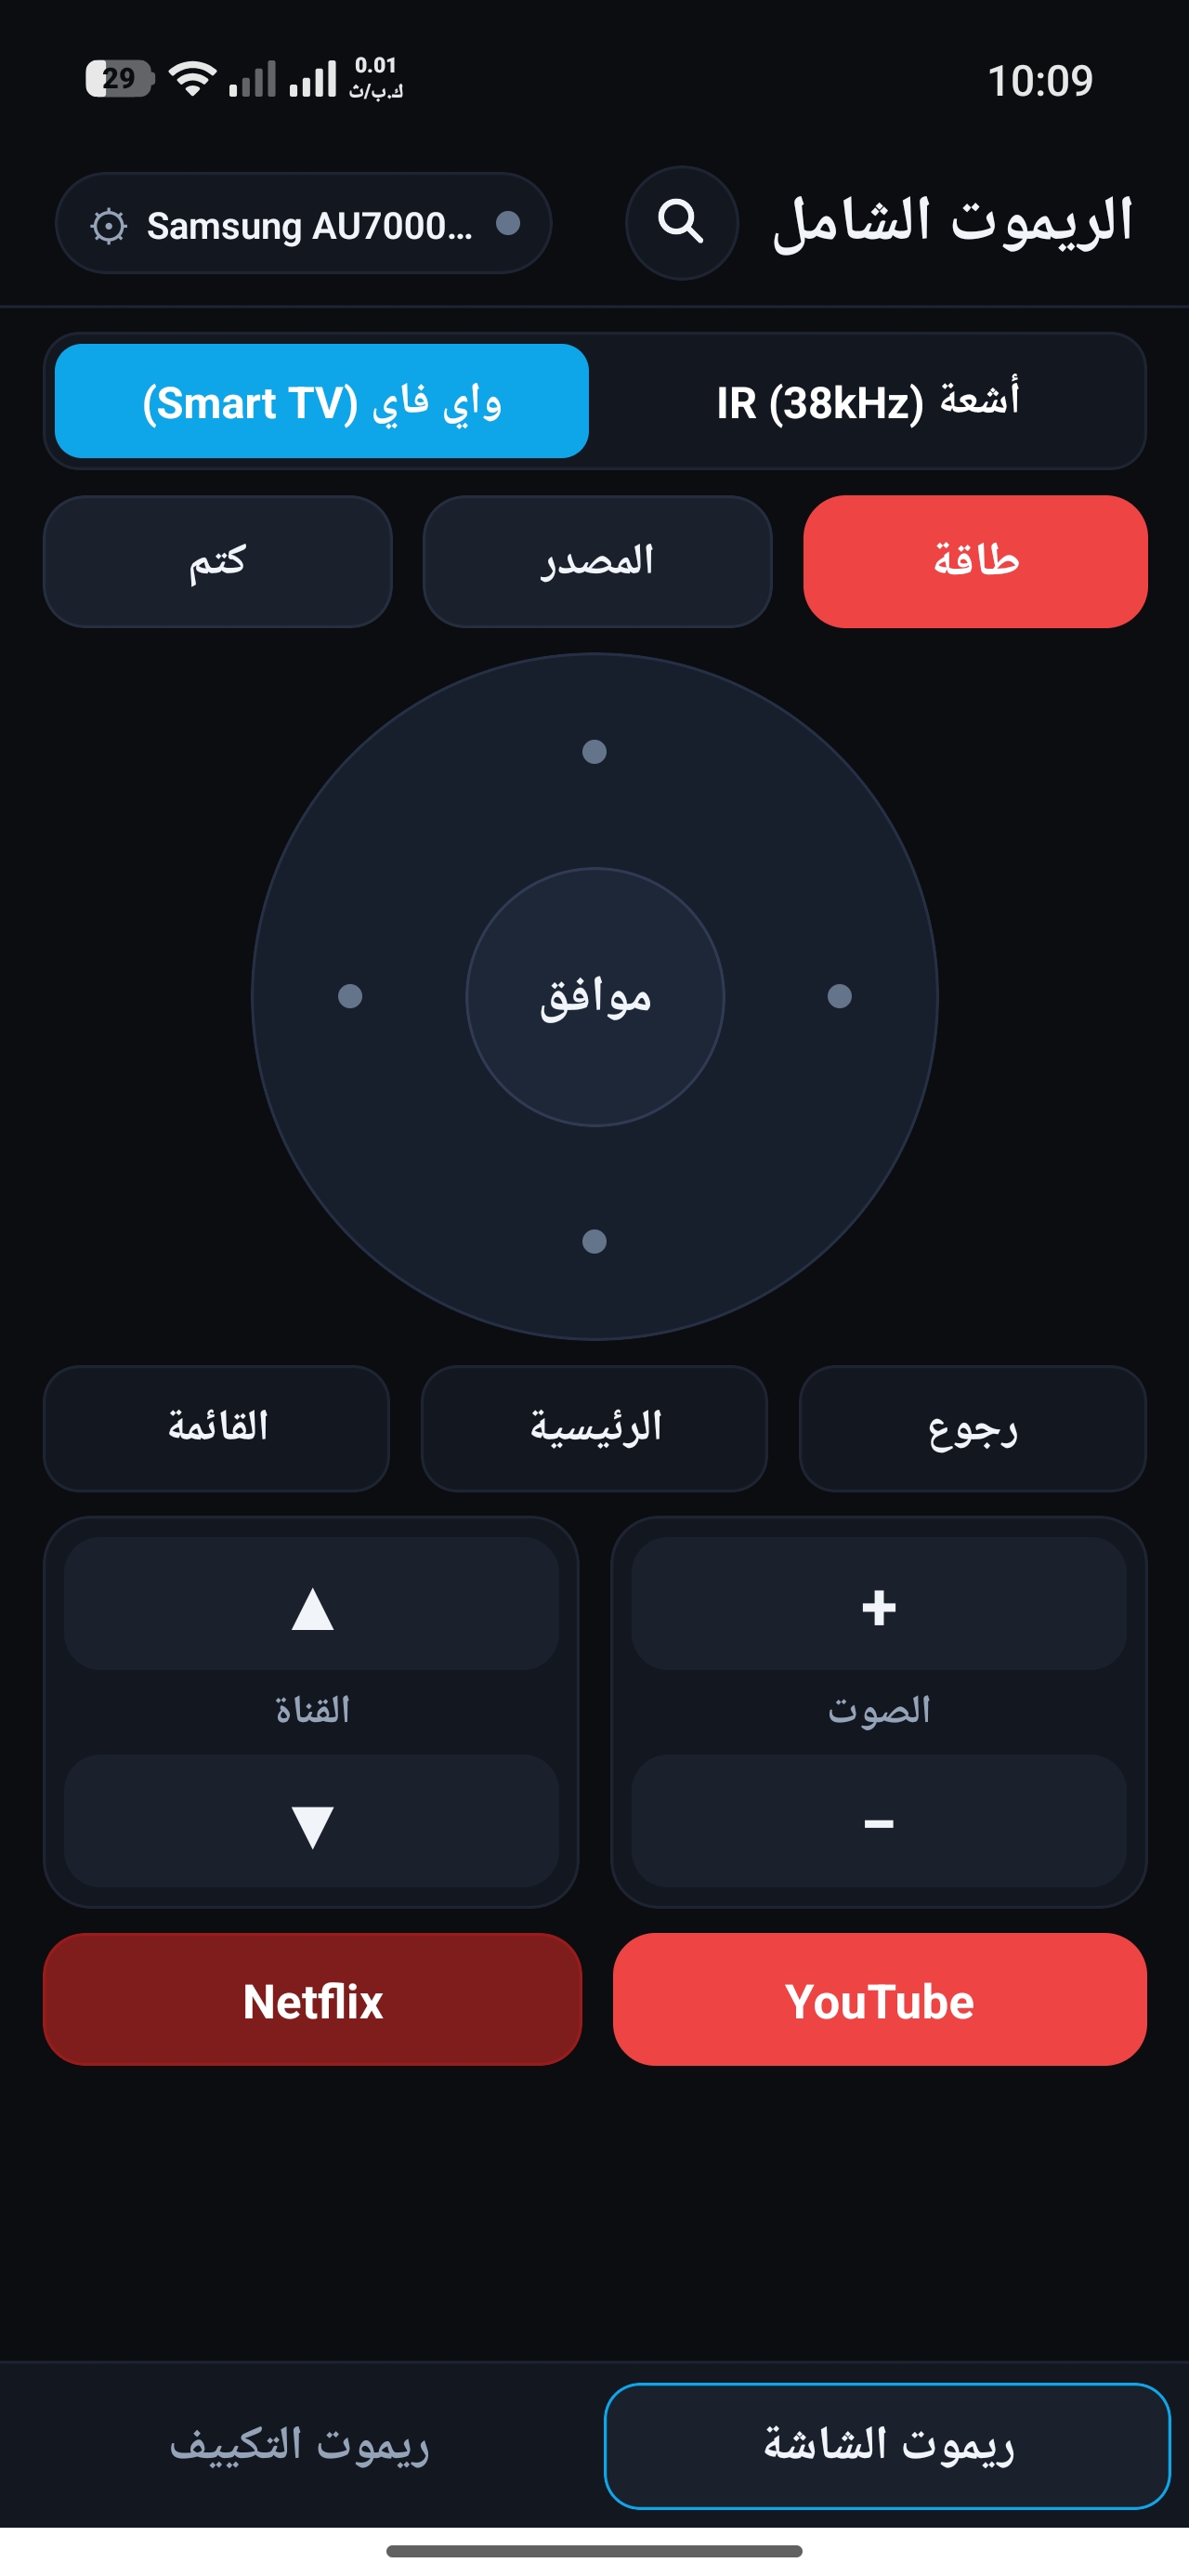 29
0.01
ك.ب/ث
10:09
الريموت الشامل
Samsung AU7000...
أشعة IR (38kHz)
واي فاي (Smart TV)
طاقة
المصدر
كتم
موافق
رجوع
الرئيسية
القائمة
+
▲
الصوت
القناة
−
▼
YouTube
Netflix
ريموت الشاشة
ريموت التكييف